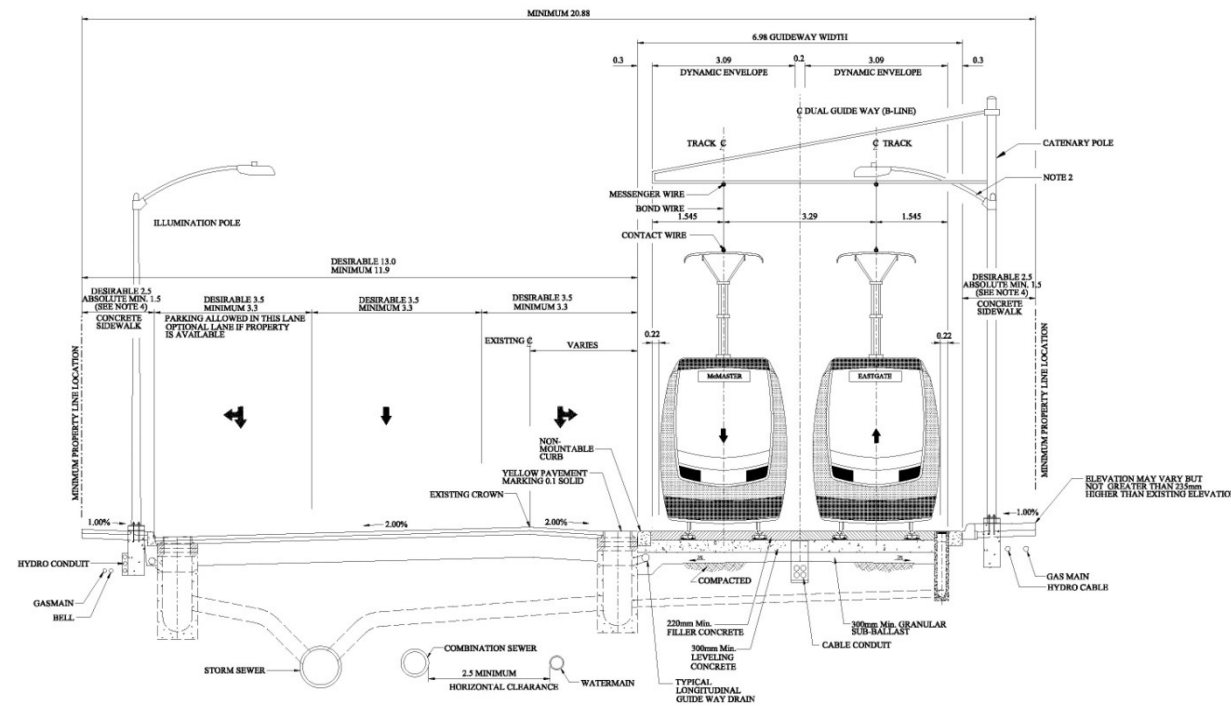 MINIMUM 20.88
6.98 GUIDEWAY WIDTH
0.3
3.09
DYNAMIC ENVELOPE
0.2
3.09
DYNAMIC ENVELOPE
0.3
℄ DUAL GUIDE WAY (B-LINE)
TRACK ℄
℄ TRACK
CATENARY POLE
NOTE 2
MESSENGER WIRE
BOND WIRE
1.545
3.29
1.545
CONTACT WIRE
ILLUMINATION POLE
DESIRABLE 13.0
MINIMUM 11.9
DESIRABLE 2.5
ABSOLUTE MIN. 1.5
(SEE NOTE 4)
CONCRETE
SIDEWALK
DESIRABLE 3.5
MINIMUM 3.3
PARKING ALLOWED IN THIS LANE
OPTIONAL LANE IF PROPERTY
IS AVAILABLE
DESIRABLE 3.5
MINIMUM 3.3
DESIRABLE 3.5
MINIMUM 3.3
DESIRABLE 2.5
ABSOLUTE MIN. 1.5
(SEE NOTE 4)
CONCRETE
SIDEWALK
EXISTING ℄
VARIES
0.22
0.22
McMASTER
EASTGATE
MINIMUM PROPERTY LINE LOCATION
MINIMUM PROPERTY LINE LOCATION
NON-
MOUNTABLE
CURB
YELLOW PAVEMENT
MARKING 0.1 SOLID
EXISTING CROWN
ELEVATION MAY VARY BUT
NOT GREATER THAN 235mm
HIGHER THAN EXISTING ELEVATION
1.00%
2.00%
2.00%
1.00%
HYDRO CONDUIT
GASMAIN
BELL
COMPACTED
GAS MAIN
HYDRO CABLE
220mm Min.
FILLER CONCRETE
300mm Min.
LEVELING
CONCRETE
300mm Min. GRANULAR
SUB-BALLAST
CABLE CONDUIT
STORM SEWER
COMBINATION SEWER
2.5 MINIMUM
HORIZONTAL CLEARANCE
WATERMAIN
TYPICAL
LONGITUDINAL
GUIDE WAY DRAIN